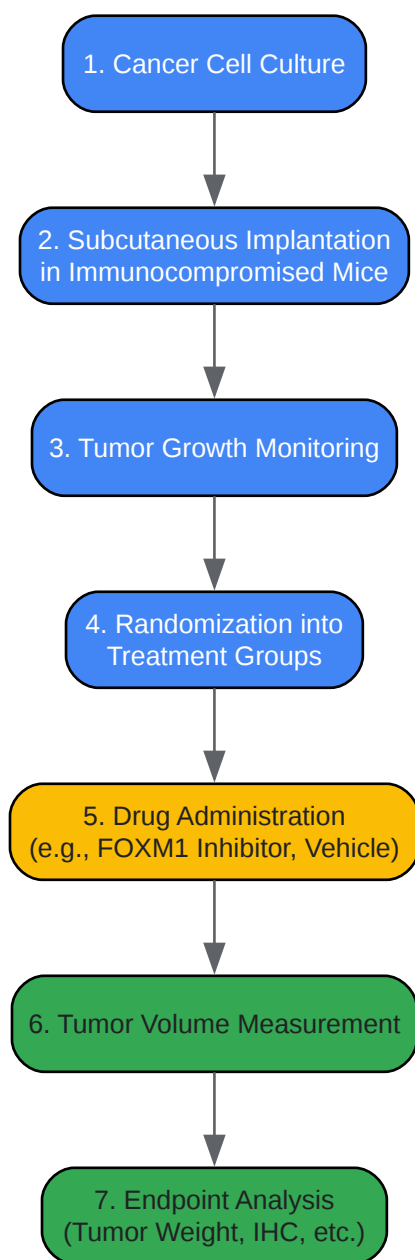 1. Cancer Cell Culture
2. Subcutaneous Implantation
in Immunocompromised Mice
3. Tumor Growth Monitoring
4. Randomization into
Treatment Groups
5. Drug Administration
(e.g., FOXM1 Inhibitor, Vehicle)
6. Tumor Volume Measurement
7. Endpoint Analysis
(Tumor Weight, IHC, etc.)